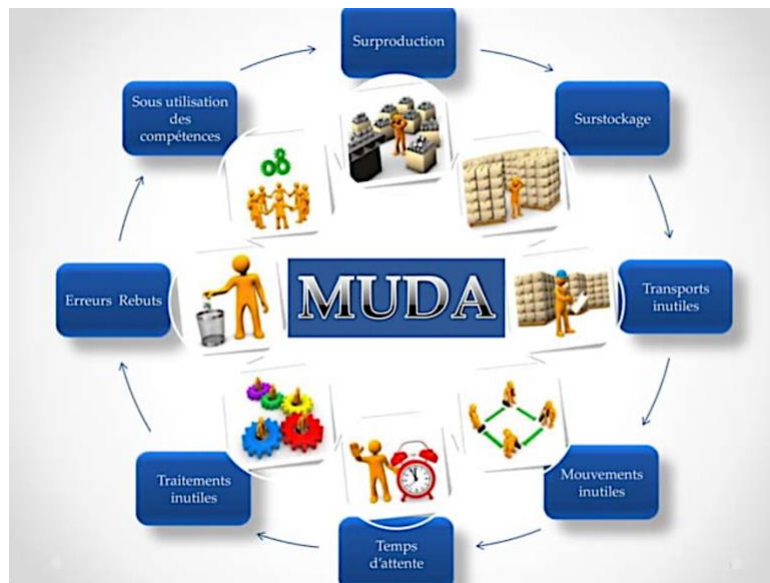 Surproduction
Surstockage
Transports
inutiles
Mouvements
inutiles
Temps
d'attente
Traitements
inutiles
Erreurs Rebuts
Sous utilisation
des
compétences
MUDA